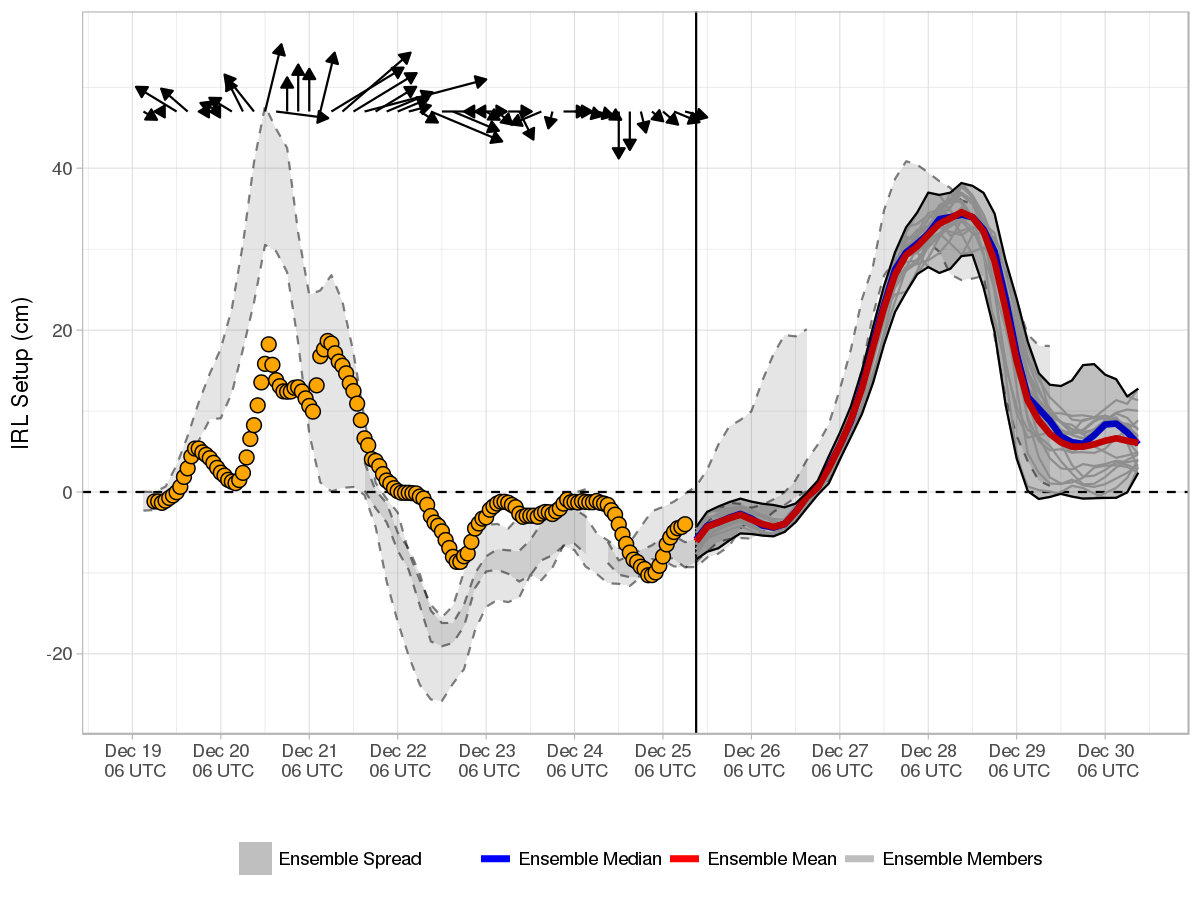 IRL Setup (cm)
40
20
0
-20
Dec 19 Dec 20 Dec 21 Dec 22 Dec 23 Dec 24 Dec 25 Dec 26 Dec 27 Dec 28 Dec 29 Dec 30
06 UTC 06 UTC 06 UTC 06 UTC 06 UTC 06 UTC 06 UTC 06 UTC 06 UTC 06 UTC 06 UTC 06 UTC
Ensemble Spread Ensemble Median Ensemble Mean Ensemble Members